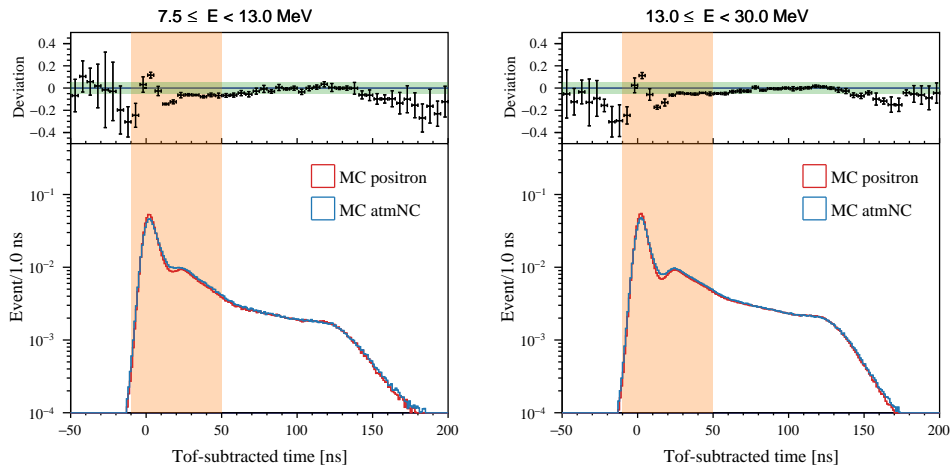 7.5 ≤ E < 13.0 MeV
Deviation
0.4
0.2
0
−0.2
−0.4
Event/1.0 ns
10⁻¹
10⁻²
10⁻³
10⁻⁴
MC positron
MC atmNC
−50 0 50 100 150 200
Tof-subtracted time [ns]
13.0 ≤ E < 30.0 MeV
Deviation
0.4
0.2
0
−0.2
−0.4
Event/1.0 ns
10⁻¹
10⁻²
10⁻³
10⁻⁴
MC positron
MC atmNC
−50 0 50 100 150 200
Tof-subtracted time [ns]